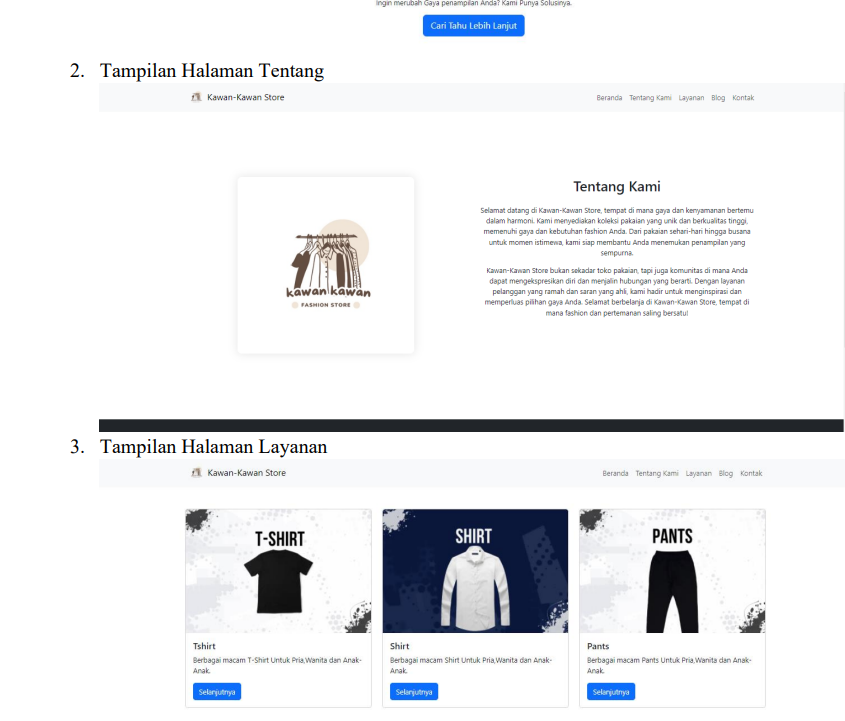 Ingin merubah Gaya penampilan Anda? Kami Punya Solusinya.
Cari Tahu Lebih Lanjut
2. Tampilan Halaman Tentang
Kawan-Kawan Store
Beranda Tentang Kami Layanan Blog Kontak
Tentang Kami
Selamat datang di Kawan-Kawan Store, tempat di mana gaya dan kenyamanan bertemu
dalam harmoni. Kami menyediakan koleksi pakaian yang unik dan berkualitas tinggi,
memenuhi gaya dan kebutuhan fashion Anda. Dari pakaian sehari-hari hingga busana
untuk momen istimewa, kami siap membantu Anda menemukan penampilan yang
sempurna.
Kawan-Kawan Store bukan sekadar toko pakaian, tapi juga komunitas di mana Anda
dapat mengekspresikan diri dan menjalin hubungan yang berarti. Dengan layanan
pelanggan yang ramah dan saran yang ahli, kami hadir untuk menginspirasi dan
memperluas pilihan gaya Anda. Selamat berbelanja di Kawan-Kawan Store, tempat di
mana fashion dan pertemanan saling bersatu!
kawan kawan
FASHION STORE
3. Tampilan Halaman Layanan
Kawan-Kawan Store
Beranda Tentang Kami Layanan Blog Kontak
T-SHIRT
SHIRT
PANTS
Tshirt
Berbagai macam T-Shirt Untuk Pria,Wanita dan Anak-
Anak.
Selanjutnya
Shirt
Berbagai macam Shirt Untuk Pria,Wanita dan Anak-
Anak.
Selanjutnya
Pants
Berbagai macam Pants Untuk Pria,Wanita dan Anak-
Anak.
Selanjutnya